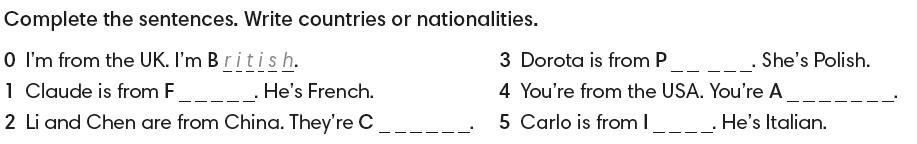 Complete the sentences. Write countries or nationalities.
0 I'm from the UK. I'm British.
1 Claude is from F _ _ _ _ _. He's French.
2 Li and Chen are from China. They're C _ _ _ _ _ _.
3 Dorota is from P _ _ _ _ _. She's Polish.
4 You're from the USA. You're A _ _ _ _ _ _ _.
5 Carlo is from I _ _ _ _. He's Italian.